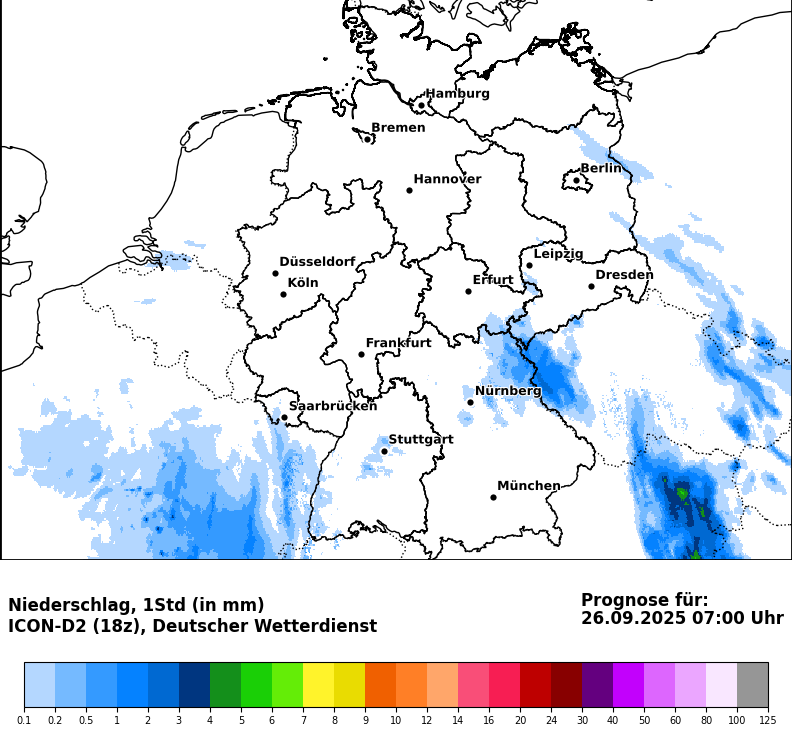 Hamburg
Bremen
Berlin
Hannover
Leipzig
Düsseldorf
Dresden
Köln
Erfurt
Frankfurt
Nürnberg
Saarbrücken
Stuttgart
München
Niederschlag, 1Std (in mm)
ICON-D2 (18z), Deutscher Wetterdienst
Prognose für:
26.09.2025 07:00 Uhr
0.1 0.2 0.5 1 2 3 4 5 6 7 8 9 10 12 14 16 20 24 30 40 50 60 80 100 125